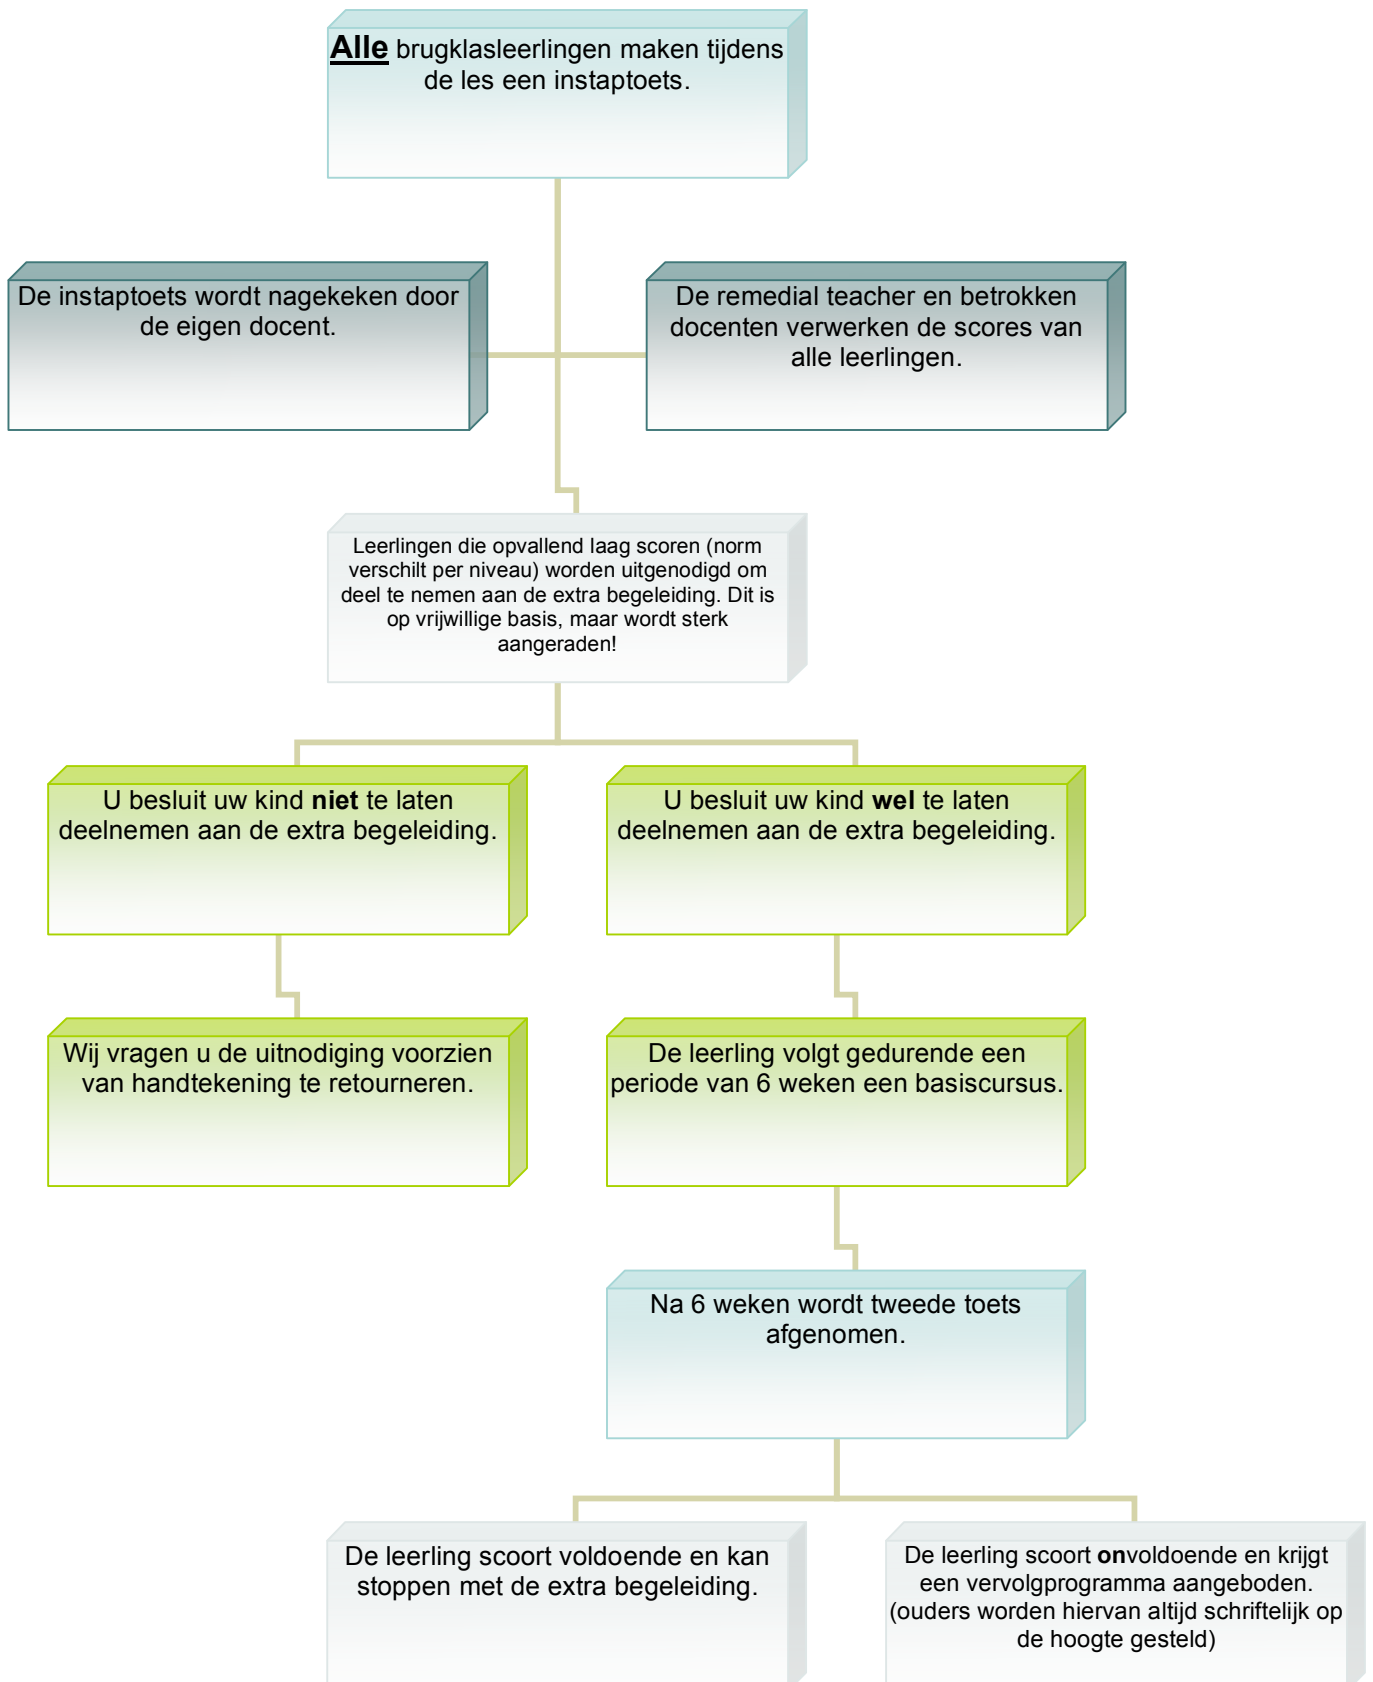 Alle brugklasleerlingen maken tijdens
de les een instaptoets.
De instaptoets wordt nagekeken door
de eigen docent.
De remedial teacher en betrokken
docenten verwerken de scores van
alle leerlingen.
Leerlingen die opvallend laag scoren (norm
verschilt per niveau) worden uitgenodigd om
deel te nemen aan de extra begeleiding. Dit is
op vrijwillige basis, maar wordt sterk
aangeraden!
U besluit uw kind niet te laten
deelnemen aan de extra begeleiding.
U besluit uw kind wel te laten
deelnemen aan de extra begeleiding.
Wij vragen u de uitnodiging voorzien
van handtekening te retourneren.
De leerling volgt gedurende een
periode van 6 weken een basiscursus.
Na 6 weken wordt tweede toets
afgenomen.
De leerling scoort voldoende en kan
stoppen met de extra begeleiding.
De leerling scoort onvoldoende en krijgt
een vervolgprogramma aangeboden.
(ouders worden hiervan altijd schriftelijk op
de hoogte gesteld)